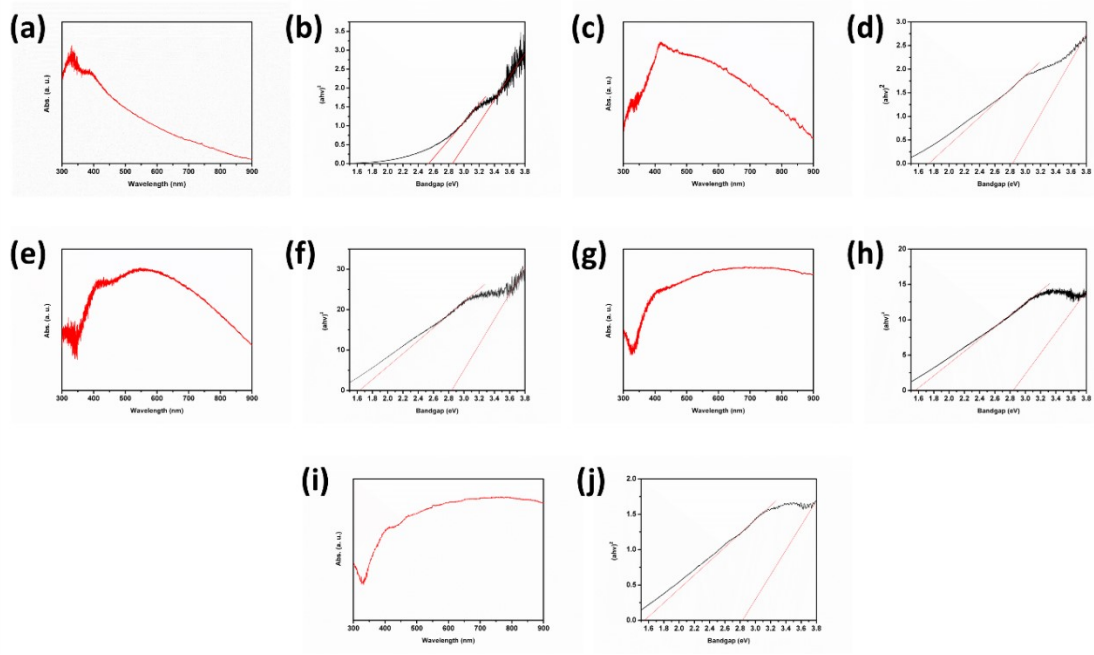 (a)
Abs. (a. u.)
300 400 500 600 700 800 900
Wavelength (nm)
(b)
(ahv)²
3.5
3.0
2.5
2.0
1.5
1.0
0.5
0.0
1.6 1.8 2.0 2.2 2.4 2.6 2.8 3.0 3.2 3.4 3.6 3.8
Bandgap (eV)
(c)
Abs. (a. u.)
300 400 500 600 700 800 900
Wavelength (nm)
(d)
(ahv)²
3.0
2.5
2.0
1.5
1.0
0.5
0.0
1.6 1.8 2.0 2.2 2.4 2.6 2.8 3.0 3.2 3.4 3.6 3.8
Bandgap (eV)
(e)
Abs. (a. u.)
300 400 500 600 700 800 900
Wavelength (nm)
(f)
(ahv)²
30
20
10
0
1.6 1.8 2.0 2.2 2.4 2.6 2.8 3.0 3.2 3.4 3.6 3.8
Bandgap (eV)
(g)
Abs. (a. u.)
300 400 500 600 700 800 900
Wavelength (nm)
(h)
(ahv)²
20
15
10
5
0
1.6 1.8 2.0 2.2 2.4 2.6 2.8 3.0 3.2 3.4 3.6 3.8
Bandgap (eV)
(i)
Abs. (a. u.)
300 400 500 600 700 800 900
Wavelength (nm)
(j)
(ahv)²
2.0
1.5
1.0
0.5
0.0
1.6 1.8 2.0 2.2 2.4 2.6 2.8 3.0 3.2 3.4 3.6 3.8
Bandgap (eV)